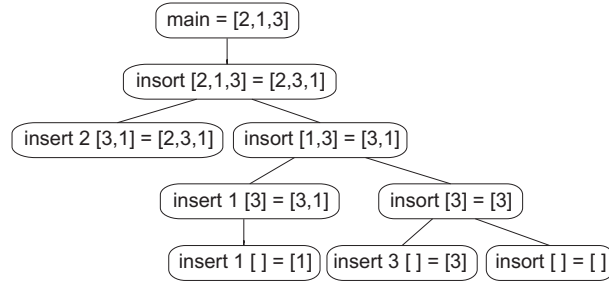 main = [2,1,3]
insort [2,1,3] = [2,3,1]
insert 2 [3,1] = [2,3,1]
insort [1,3] = [3,1]
insert 1 [3] = [3,1]
insort [3] = [3]
insert 1 [ ] = [1]
insert 3 [ ] = [3]
insort [ ] = [ ]